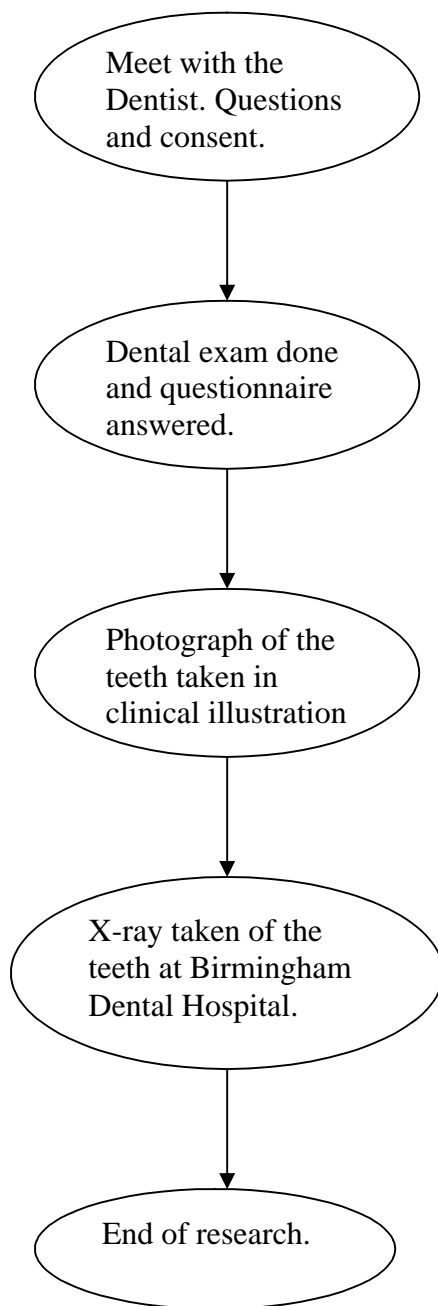 Meet with the
Dentist. Questions
and consent.
Dental exam done
and questionnaire
answered.
Photograph of the
teeth taken in
clinical illustration
X-ray taken of the
teeth at Birmingham
Dental Hospital.
End of research.